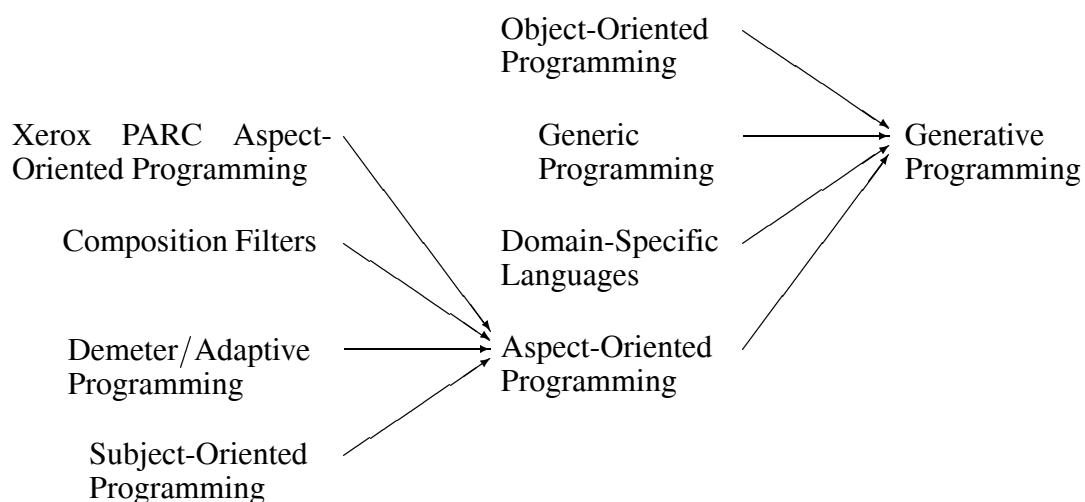 Object-Oriented
Programming
Xerox PARC Aspect-
Oriented Programming
Generic
Programming
Generative
Programming
Composition Filters
Domain-Specific
Languages
Demeter/Adaptive
Programming
Aspect-Oriented
Programming
Subject-Oriented
Programming